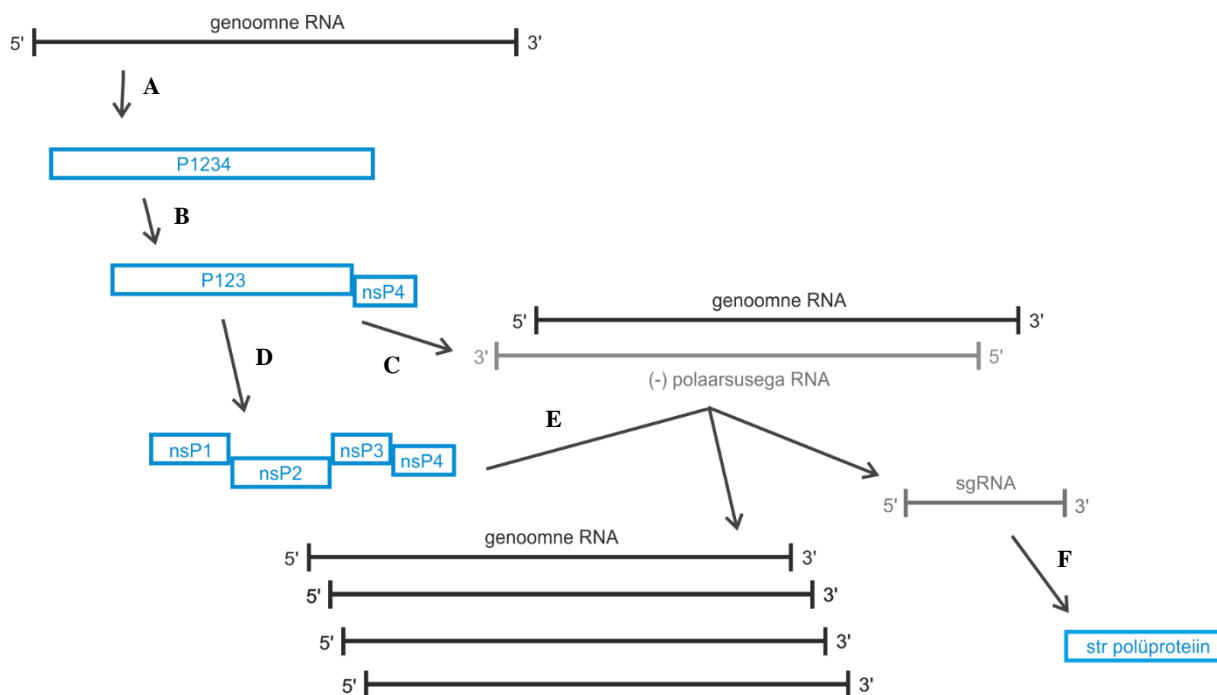 genoomne RNA
5' 3'
A
P1234
B
P123
nsP4
genoomne RNA
5' 3'
3' 5'
(-) polaarsusega RNA
D
C
E
nsP1
nsP2
nsP3
nsP4
sgRNA
5' 3'
genoomne RNA
5' 3'
5' 3'
5' 3'
5' 3'
F
str polüproteiin